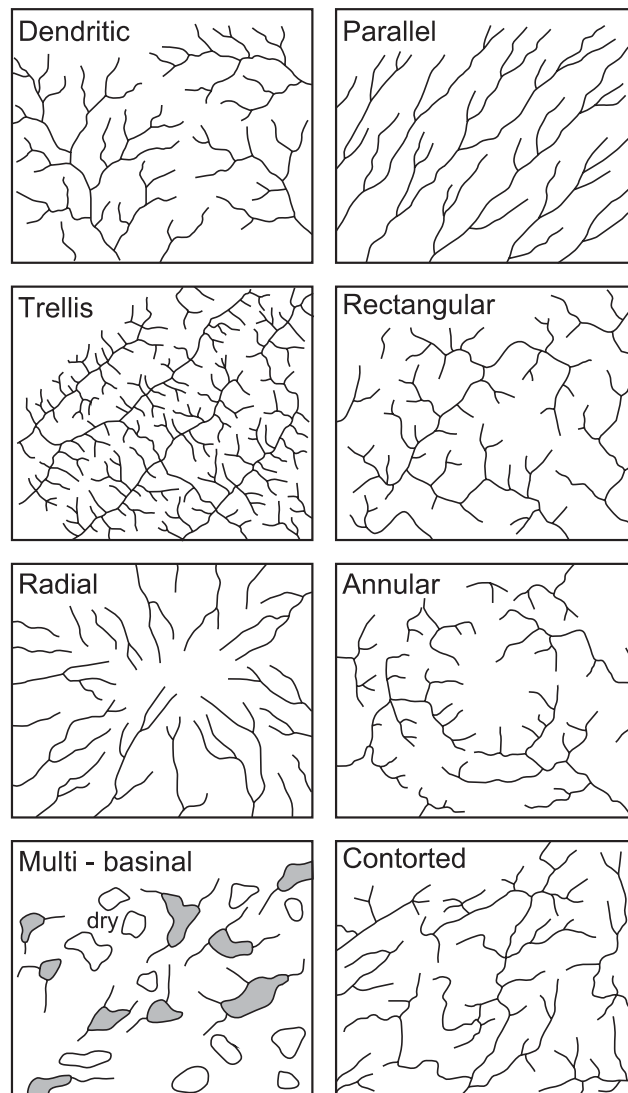 Dendritic
Parallel
Trellis
Rectangular
Radial
Annular
Multi - basinal
dry
Contorted